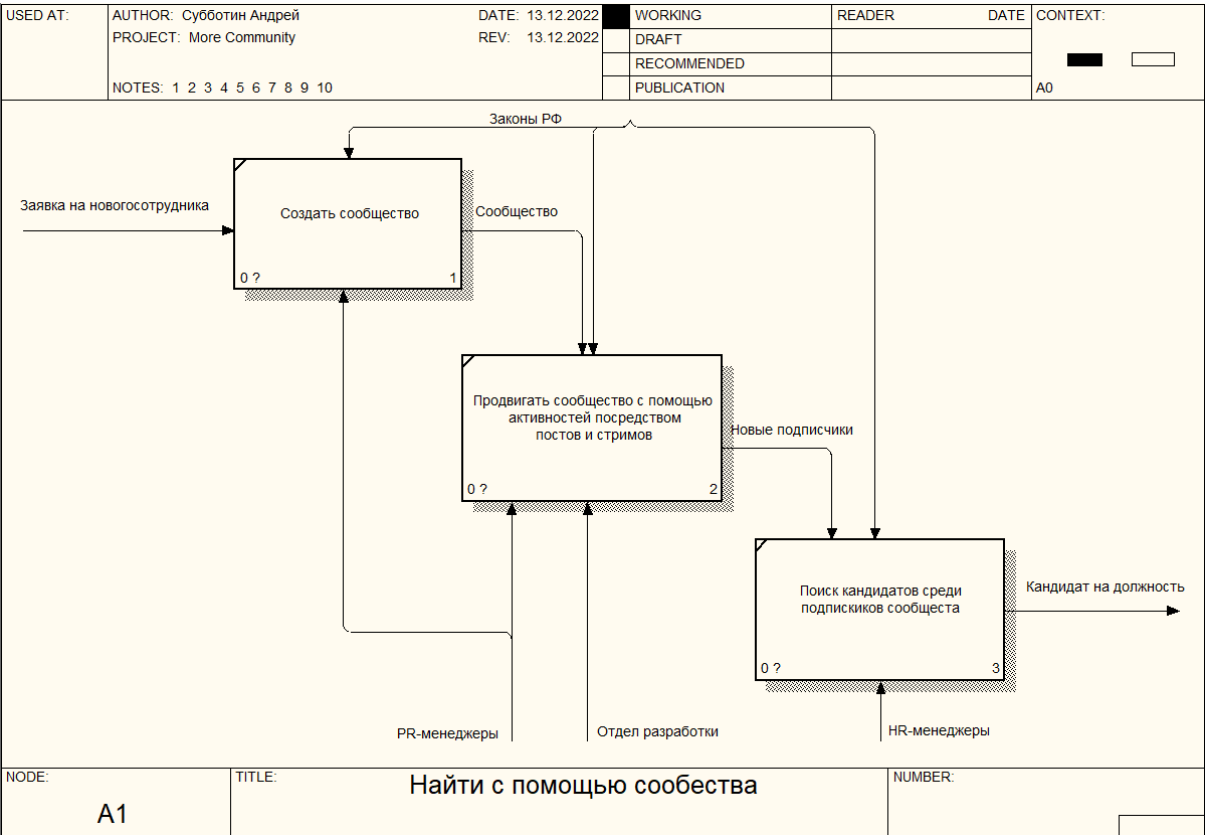 USED AT:
AUTHOR: Субботин Андрей
DATE: 13.12.2022
WORKING
READER
DATE
CONTEXT:
PROJECT: More Community
REV: 13.12.2022
DRAFT
RECOMMENDED
NOTES: 1 2 3 4 5 6 7 8 9 10
PUBLICATION
A0
Законы РФ
Заявка на новогосотрудника
Создать сообщество
0 ?
1
Сообщество
Продвигать сообщество с помощью
активностей посредством
постов и стримов
0 ?
2
Новые подписчики
Поиск кандидатов среди
подпискиков сообщеста
0 ?
3
Кандидат на должность
PR-менеджеры
Отдел разработки
HR-менеджеры
NODE:
A1
TITLE:
Найти с помощью сообества
NUMBER: